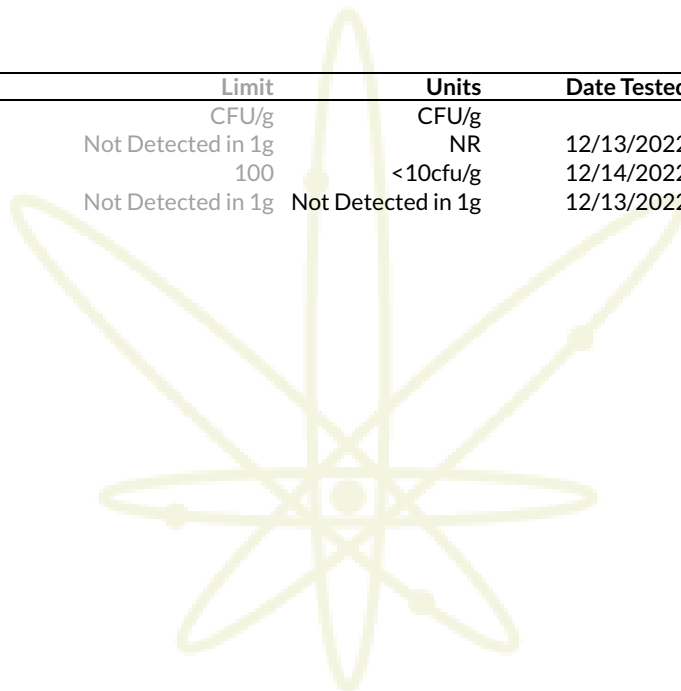 Limit Units Date Tested
CFU/g CFU/g
Not Detected in 1g NR 12/13/2022
100 <10cfu/g 12/14/2022
Not Detected in 1g Not Detected in 1g 12/13/2022